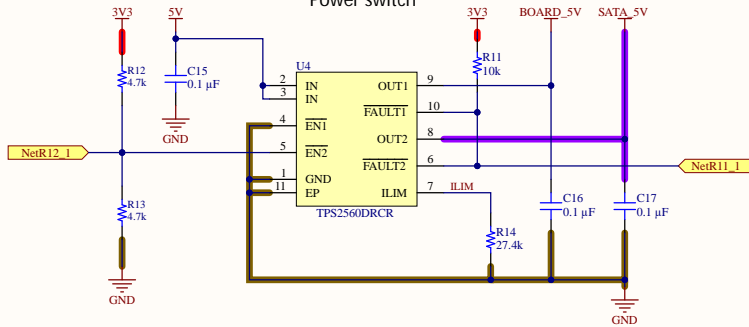 Power switch
3V3
5V
3V3
BOARD_5V
SATA_5V
R12
4.7k
C15
0.1 µF
GND
U4
R11
10k
2 IN OUT1 9
3 IN
FAULT1 10
4 EN1
OUT2 8
5 EN2
FAULT2 6
1 GND
11 EP ILIM 7
ILIM
TPS2560DRCR
NetR12_1
NetR11_1
R13
4.7k
GND
R14
27.4k
C16
0.1 µF
C17
0.1 µF
GND